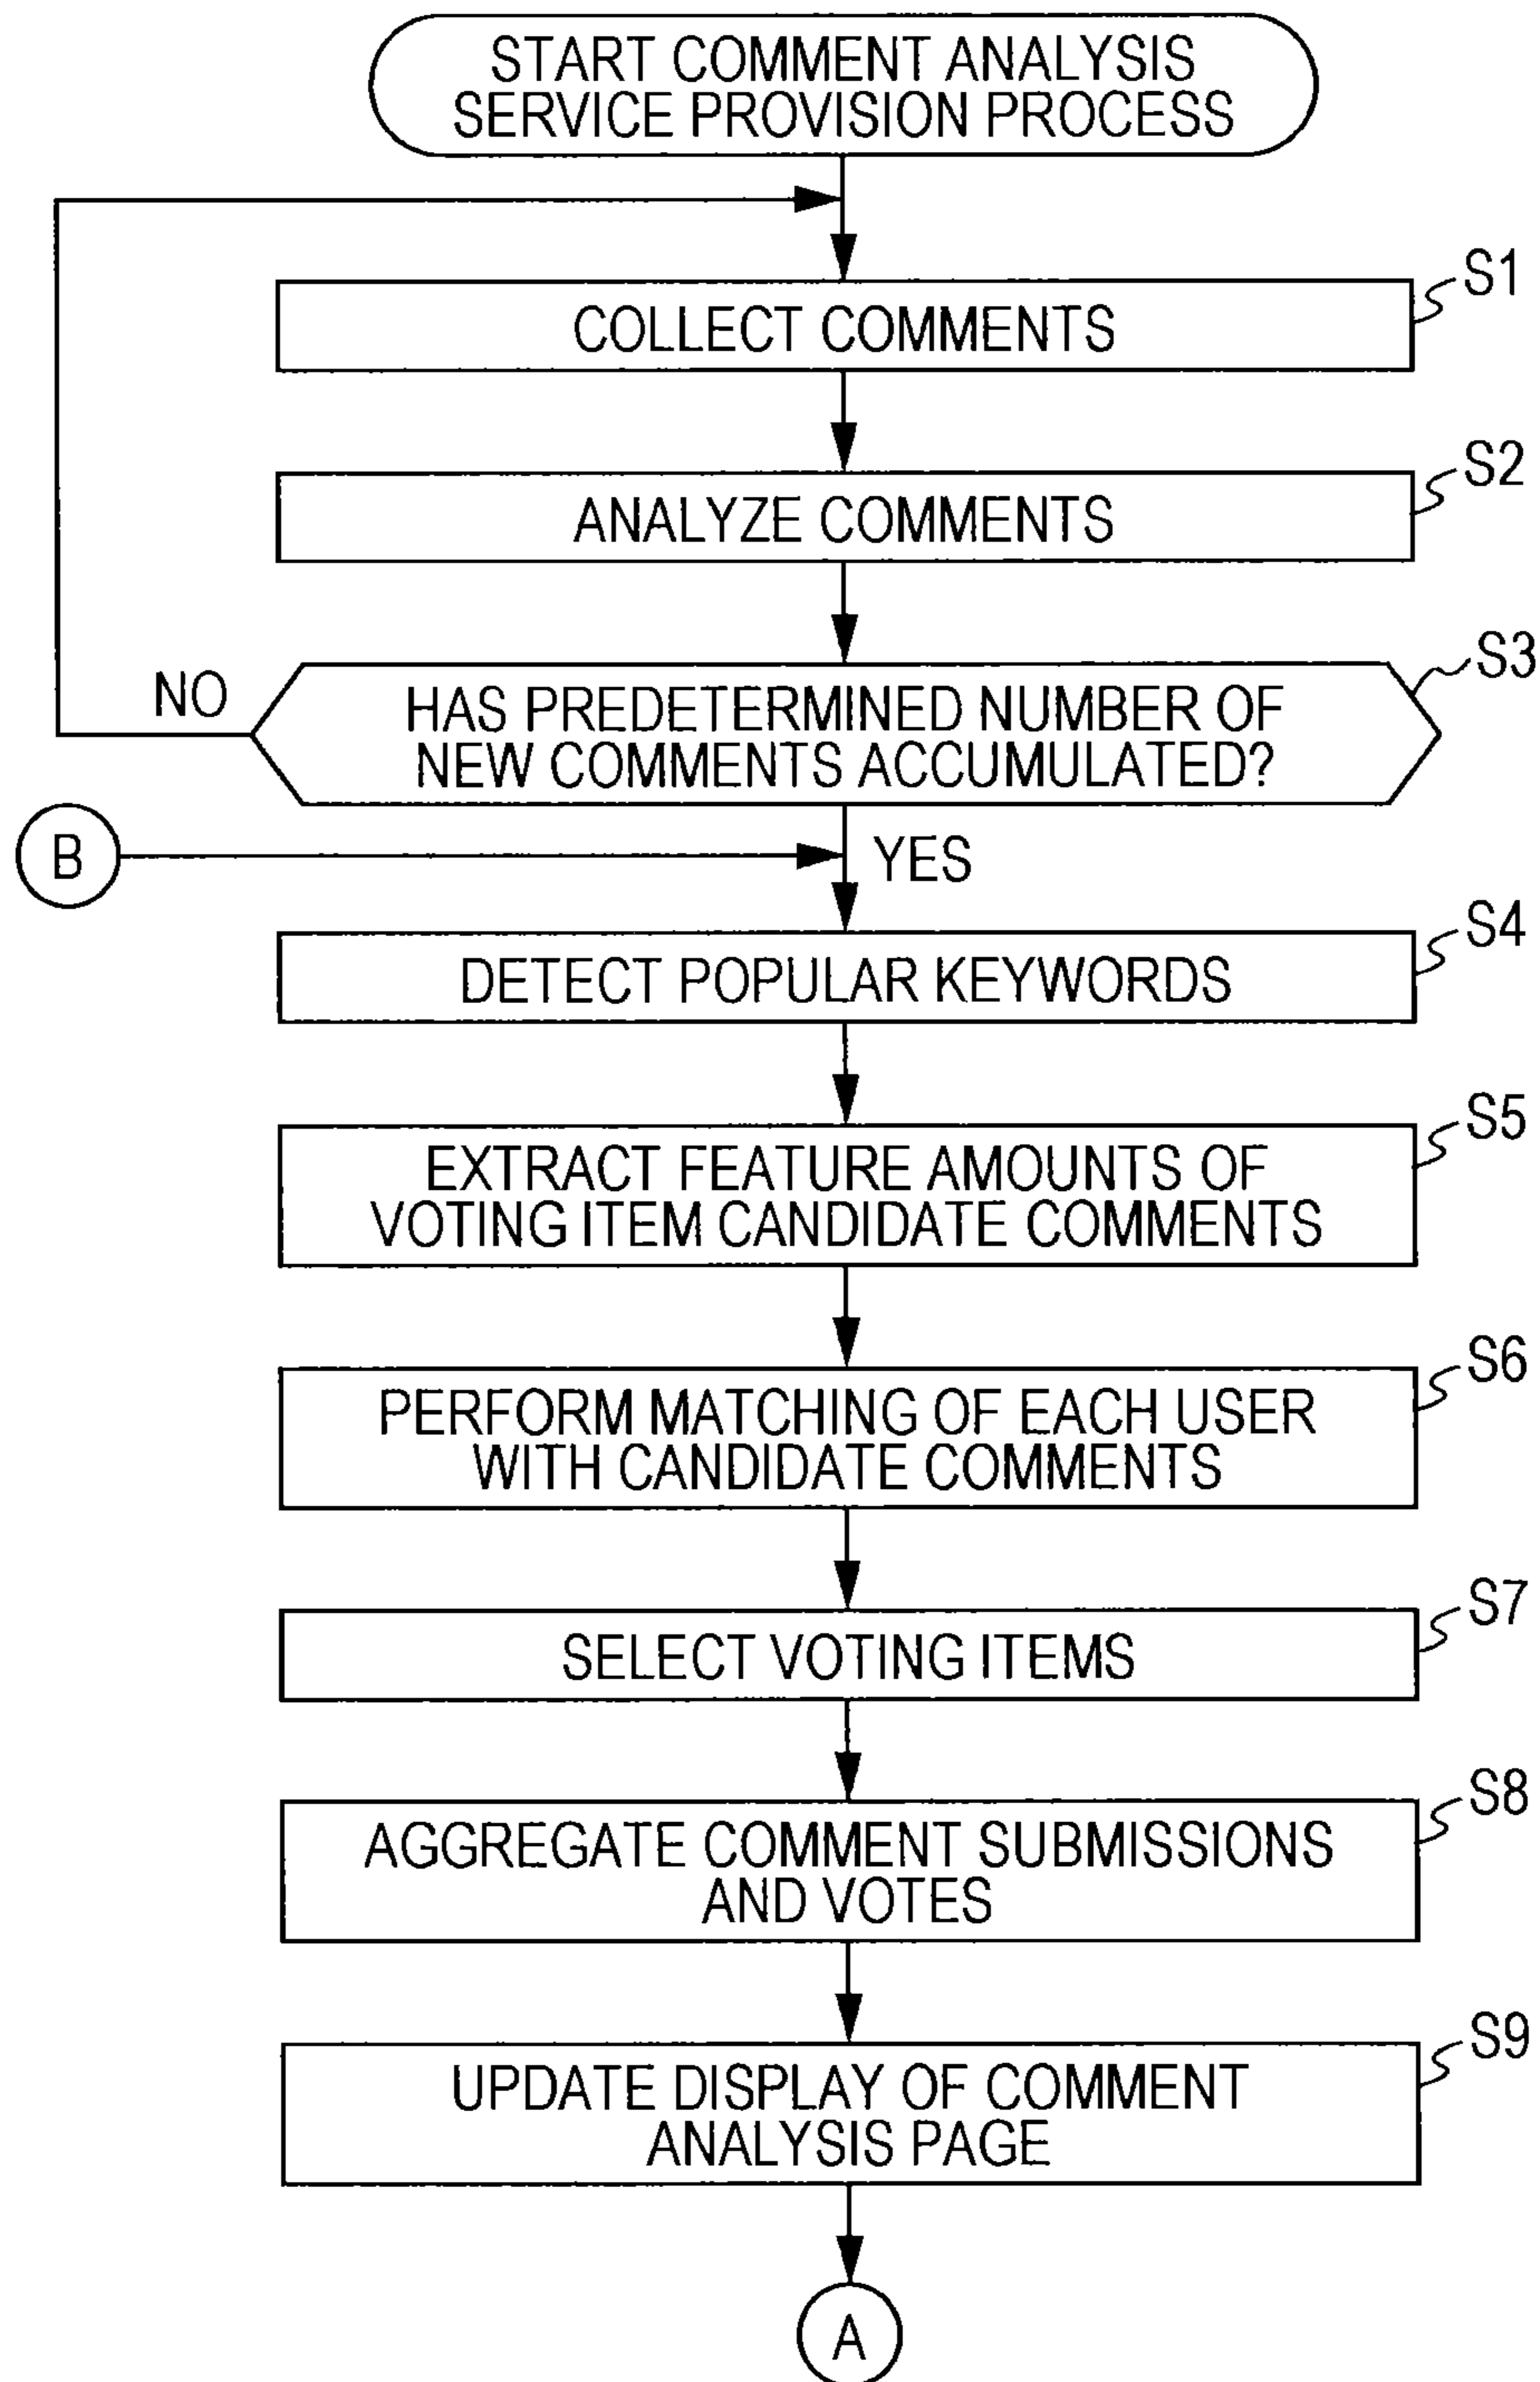 START COMMENT ANALYSIS
SERVICE PROVISION PROCESS
S1
COLLECT COMMENTS
S2
ANALYZE COMMENTS
S3
NO
HAS PREDETERMINED NUMBER OF
NEW COMMENTS ACCUMULATED?
B
YES
S4
DETECT POPULAR KEYWORDS
S5
EXTRACT FEATURE AMOUNTS OF
VOTING ITEM CANDIDATE COMMENTS
S6
PERFORM MATCHING OF EACH USER
WITH CANDIDATE COMMENTS
S7
SELECT VOTING ITEMS
S8
AGGREGATE COMMENT SUBMISSIONS
AND VOTES
S9
UPDATE DISPLAY OF COMMENT
ANALYSIS PAGE
A